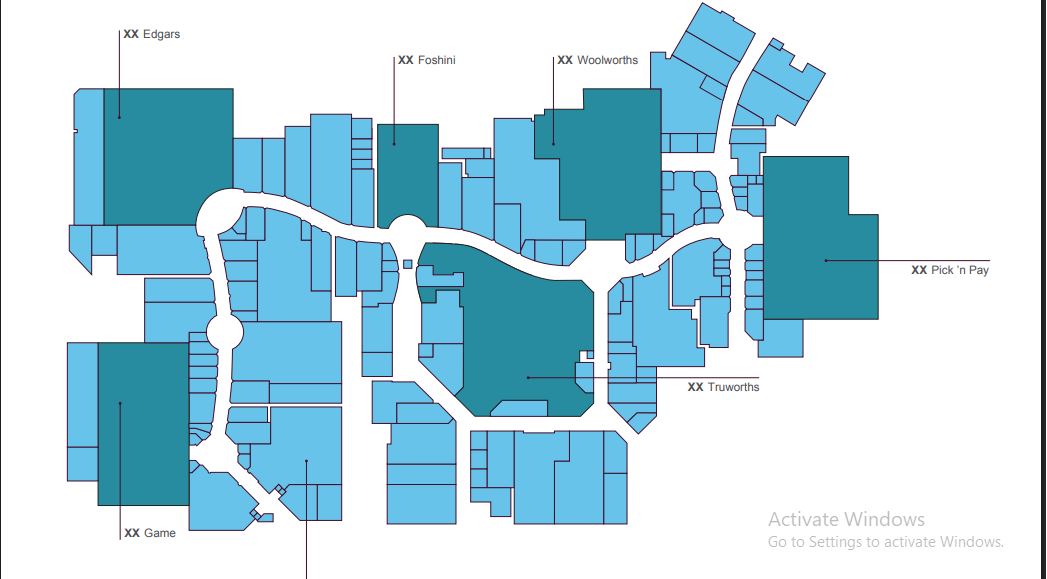 XX Edgars
XX Foshini
XX Woolworths
XX Pick 'n Pay
XX Truworths
XX Game
Activate Windows
Go to Settings to activate Windows.